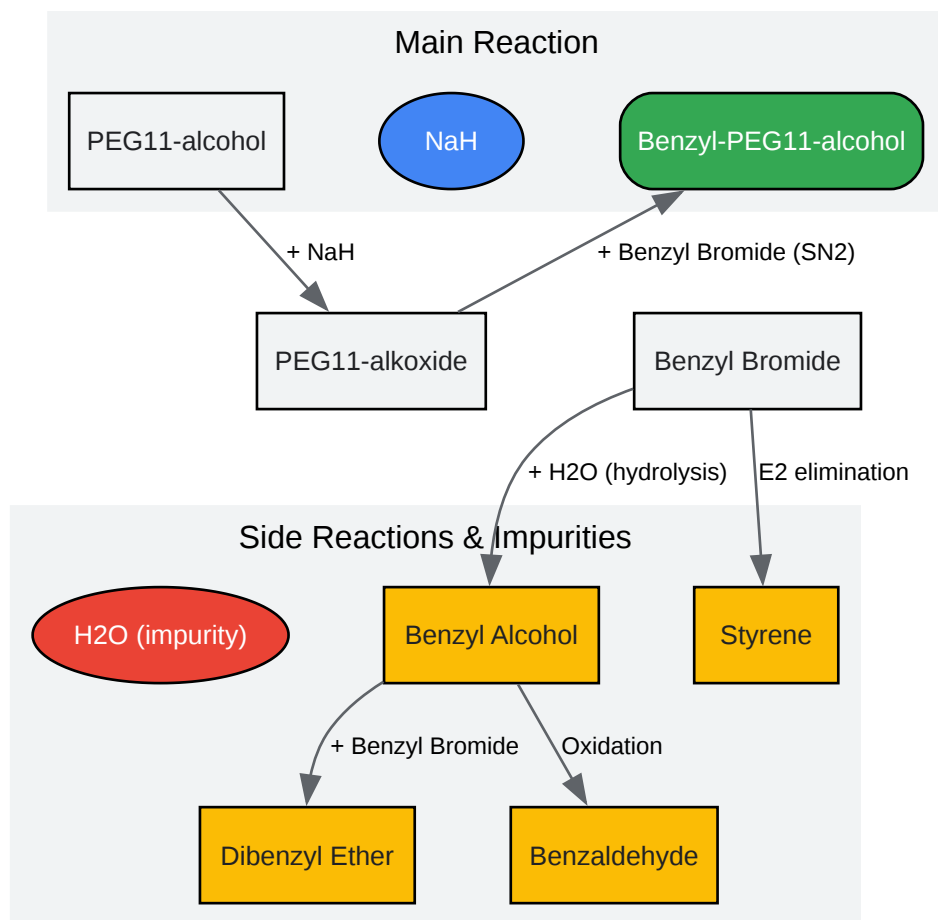 Main Reaction
PEG11-alcohol
NaH
Benzyl-PEG11-alcohol
+ NaH
+ Benzyl Bromide (SN2)
PEG11-alkoxide
Benzyl Bromide
+ H2O (hydrolysis)
E2 elimination
Side Reactions & Impurities
H2O (impurity)
Benzyl Alcohol
Styrene
+ Benzyl Bromide
Oxidation
Dibenzyl Ether
Benzaldehyde